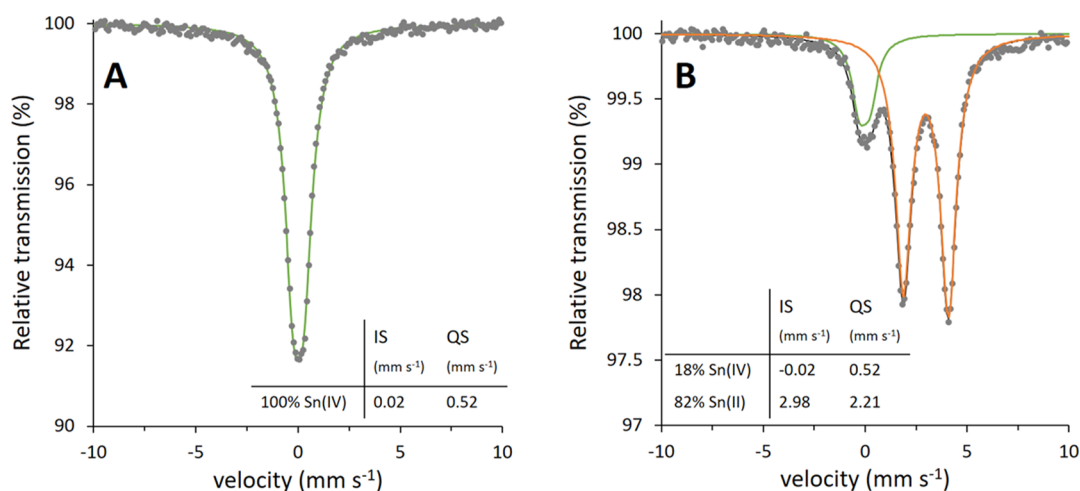 A
Relative transmission (%)
100
98
96
94
92
90
-10
-5
0
5
10
velocity (mm s-1)
IS
QS
(mm s-1)
(mm s-1)
100% Sn(IV)
0.02
0.52
B
Relative transmission (%)
100
99.5
99
98.5
98
97.5
97
-10
-5
0
5
10
velocity (mm s-1)
IS
QS
(mm s-1)
(mm s-1)
18% Sn(IV)
-0.02
0.52
82% Sn(II)
2.98
2.21